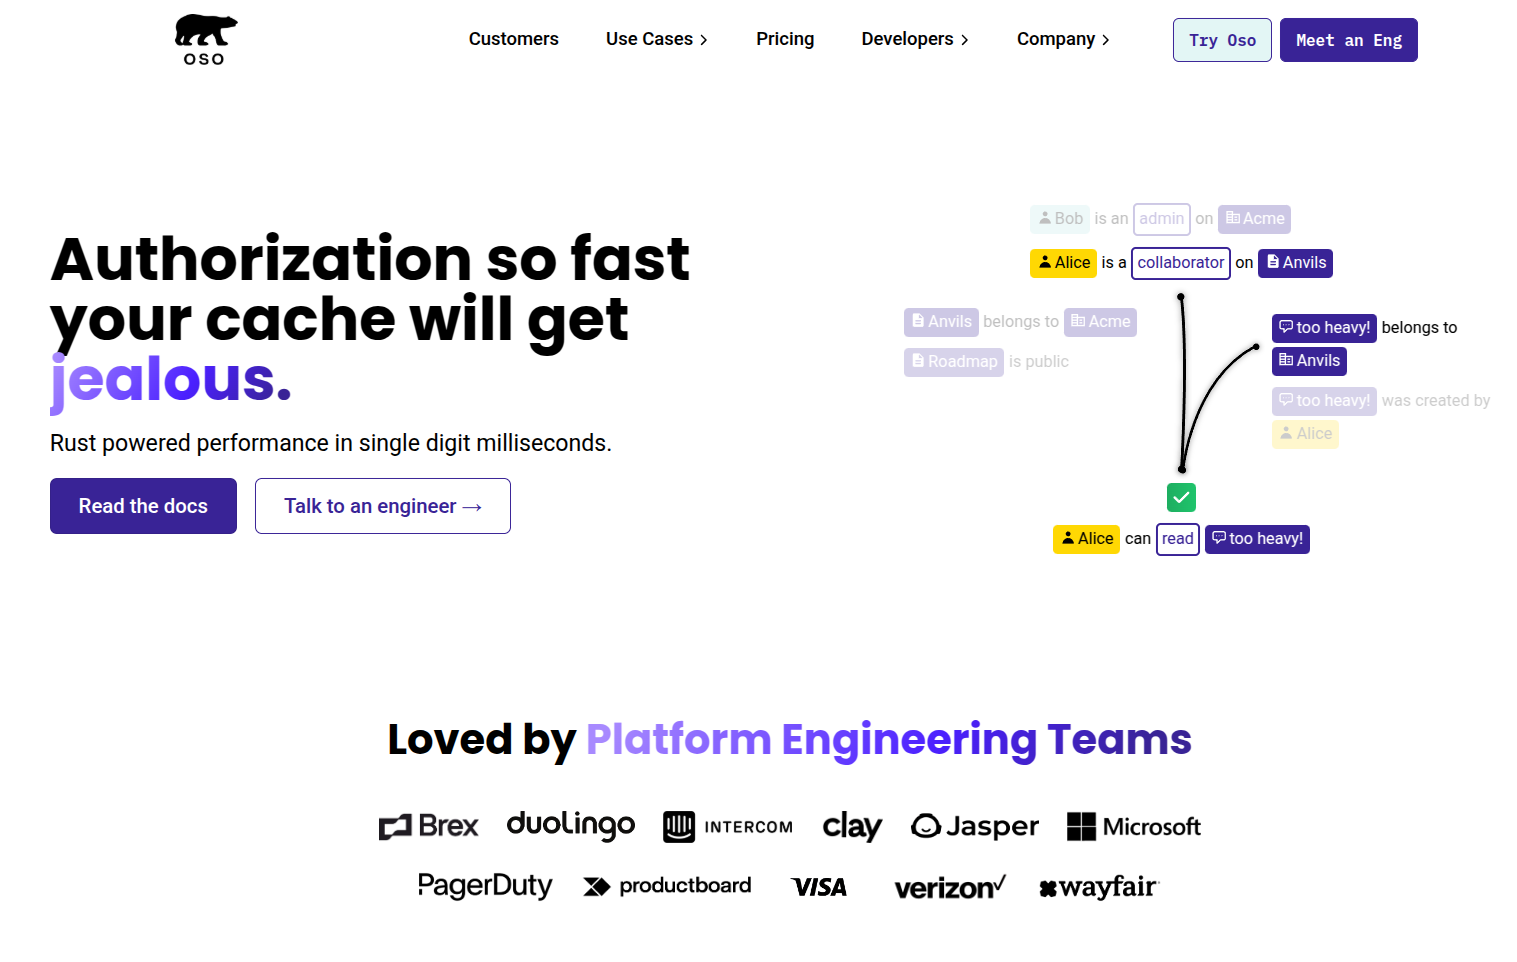 OSO
Customers
Use Cases
Pricing
Developers
Company
Try Oso
Meet an Eng
Authorization so fast
your cache will get
jealous.
Rust powered performance in single digit milliseconds.
Read the docs
Talk to an engineer →
Bob is an admin on Acme
Alice is a collaborator on Anvils
Anvils belongs to Acme
Roadmap is public
too heavy! belongs to
Anvils
too heavy! was created by
Alice
Alice can read too heavy!
Loved by Platform Engineering Teams
Brex
duolingo
INTERCOM
clay
Jasper
Microsoft
PagerDuty
productboard
VISA
verizon✓
wayfair